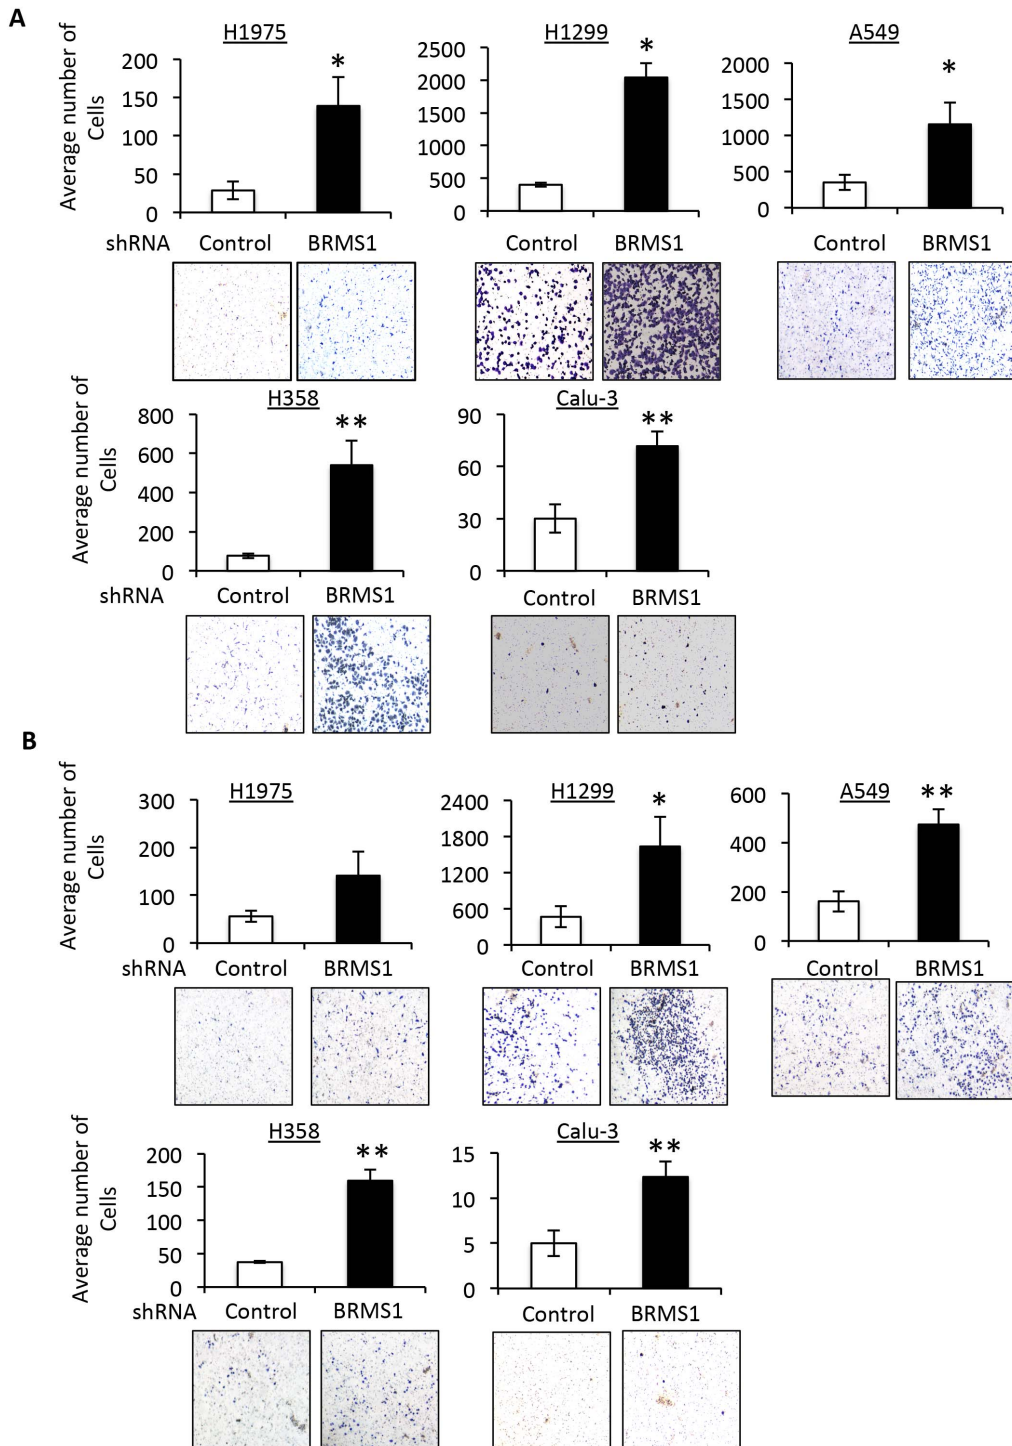 A
H1975
H1299
A549
Average number of
Cells
200
150
100
50
0
*
2500
2000
1500
1000
500
0
*
2000
1500
1000
500
0
*
shRNA Control BRMS1 Control BRMS1 Control BRMS1
H358
Calu-3
Average number of
Cells
800
600
400
200
0
**
90
60
30
0
**
shRNA Control BRMS1 Control BRMS1
B
H1975
H1299
A549
Average number of
Cells
300
200
100
0
2400
1800
1200
600
0
*
600
400
200
0
**
shRNA Control BRMS1 Control BRMS1 Control BRMS1
H358
Calu-3
Average number of
Cells
200
150
100
50
0
**
15
10
5
0
**
shRNA Control BRMS1 Control BRMS1